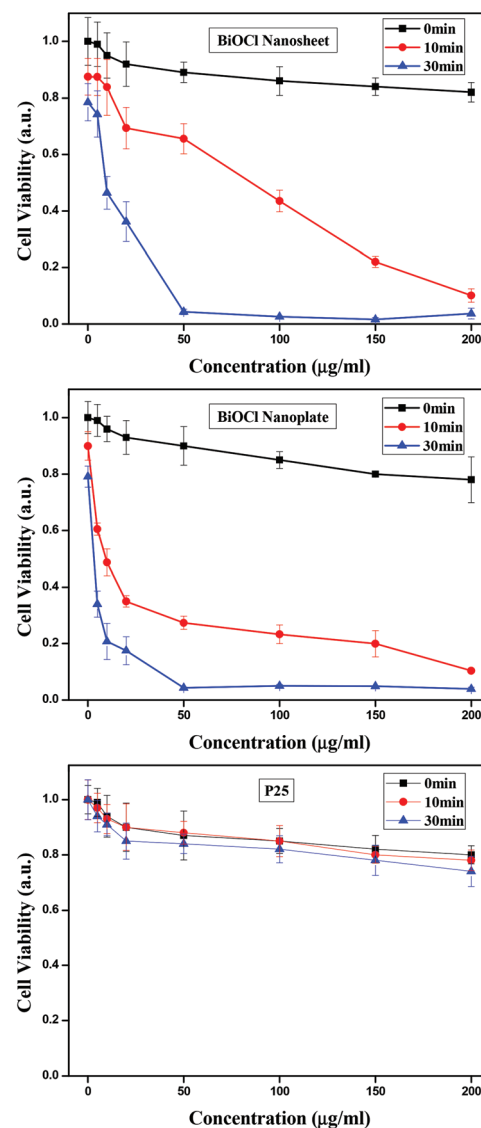 BiOCl Nanosheet
0min
10min
30min
Cell Viability (a.u.)
1.0
0.8
0.6
0.4
0.2
0.0
0 50 100 150 200
Concentration (μg/ml)
BiOCl Nanoplate
0min
10min
30min
Cell Viability (a.u.)
1.0
0.8
0.6
0.4
0.2
0.0
0 50 100 150 200
Concentration (μg/ml)
P25
0min
10min
30min
Cell Viability (a.u.)
1.0
0.8
0.6
0.4
0.2
0.0
0 50 100 150 200
Concentration (μg/ml)